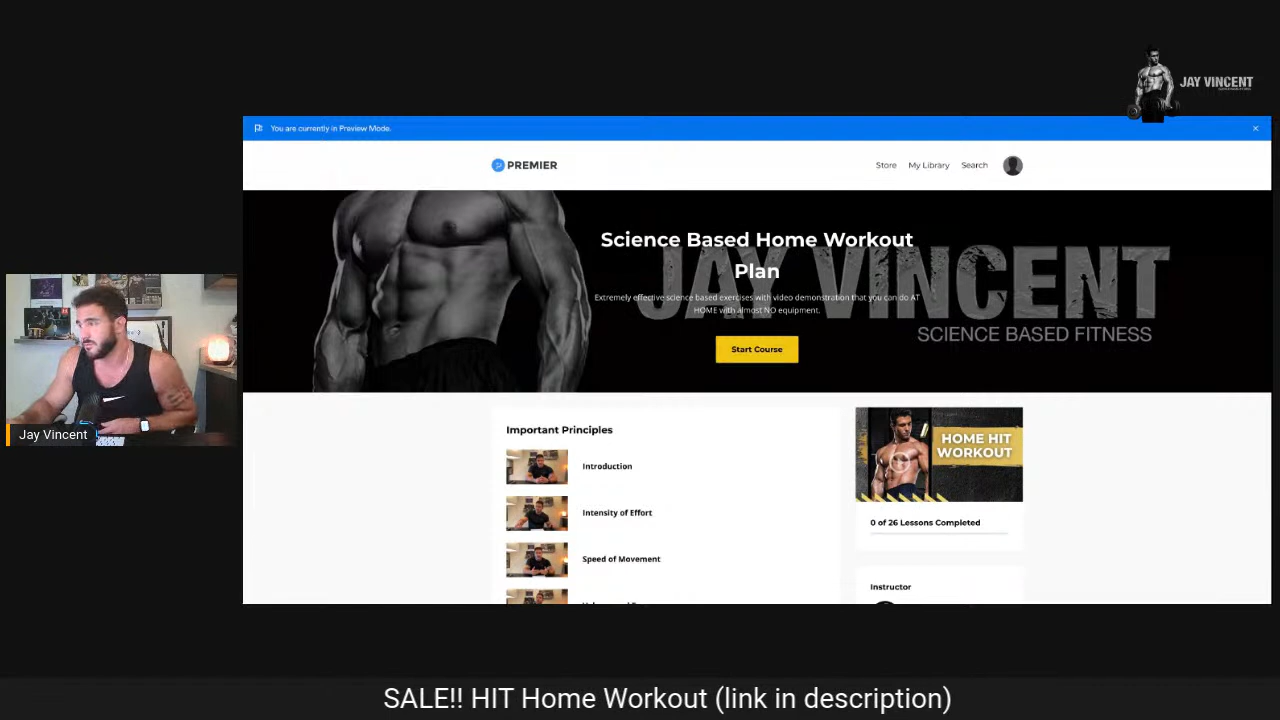 JAY VINCENT
You are currently in Preview Mode.
PREMIER
Store
My Library
Search
Science Based Home Workout
Plan
JAY VINCENT
SCIENCE BASED FITNESS
Extremely effective science based exercises with video demonstration that you can do AT
HOME with almost NO equipment.
Start Course
Jay Vincent
Important Principles
Introduction
Intensity of Effort
Speed of Movement
HOME HIT
WORKOUT
0 of 26 Lessons Completed
Instructor
SALE!! HIT Home Workout (link in description)